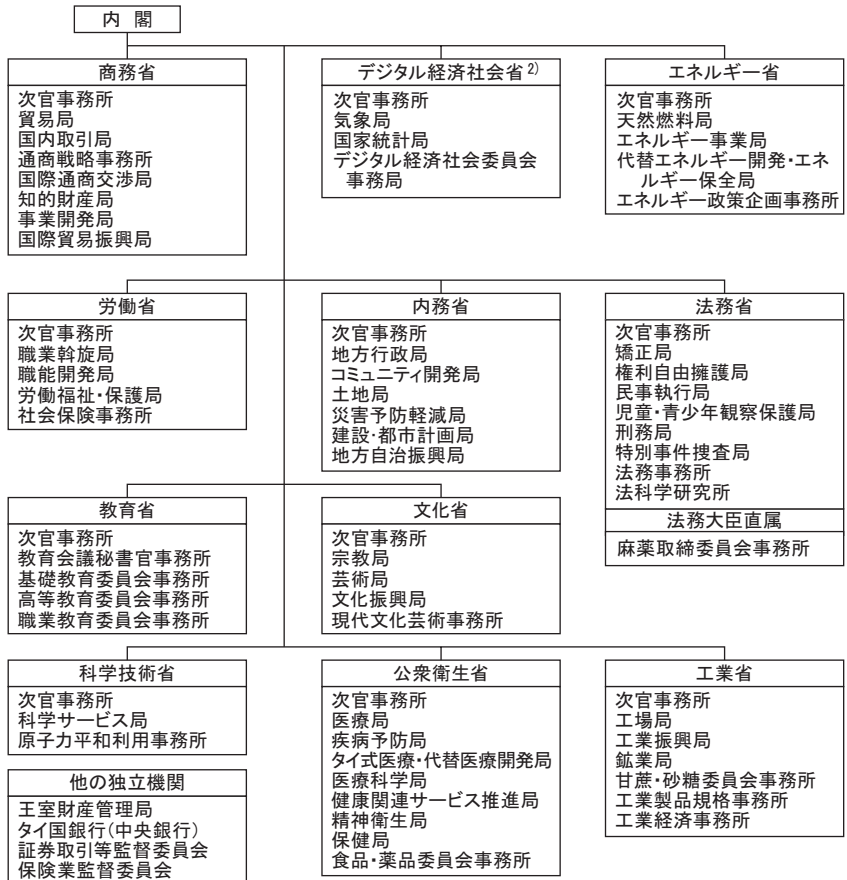 内 閣
商務省
次官事務所
貿易局
国内取引局
通商戦略事務所
国際通商交渉局
知的財産局
事業開発局
国際貿易振興局
デジタル経済社会省2)
次官事務所
気象局
国家統計局
デジタル経済社会委員会
事務局
エネルギー省
次官事務所
天然燃料局
エネルギー事業局
代替エネルギー開発・エネ
ルギー保全局
エネルギー政策企画事務所
労働省
次官事務所
職業斡旋局
職能開発局
労働福祉・保護局
社会保険事務所
内務省
次官事務所
地方行政局
コミュニティ開発局
土地局
災害予防軽減局
建設・都市計画局
地方自治振興局
法務省
次官事務所
矯正局
権利自由擁護局
民事執行局
児童・青少年観察保護局
刑務局
特別事件捜査局
法務事務所
法科学研究所
法務大臣直属
麻薬取締委員会事務所
教育省
次官事務所
教育会議秘書官事務所
基礎教育委員会事務所
高等教育委員会事務所
職業教育委員会事務所
文化省
次官事務所
宗教局
芸術局
文化振興局
現代文化芸術事務所
科学技術省
次官事務所
科学サービス局
原子力平和利用事務所
他の独立機関
王室財産管理局
タイ国銀行(中央銀行)
証券取引等監督委員会
保険業監督委員会
公衆衛生省
次官事務所
医療局
疾病予防局
タイ式医療・代替医療開発局
医療科学局
健康関連サービス推進局
精神衛生局
保健局
食品・薬品委員会事務所
工業省
次官事務所
工場局
工業振興局
鉱業局
甘蔗・砂糖委員会事務所
工業製品規格事務所
工業経済事務所